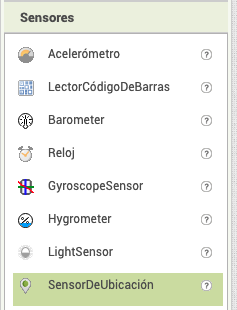 Sensores
Acelerómetro
?
LectorCódigoDeBarras
?
Barometer
?
Reloj
?
GyroscopeSensor
?
Hygrometer
?
LightSensor
?
SensorDeUbicación
?